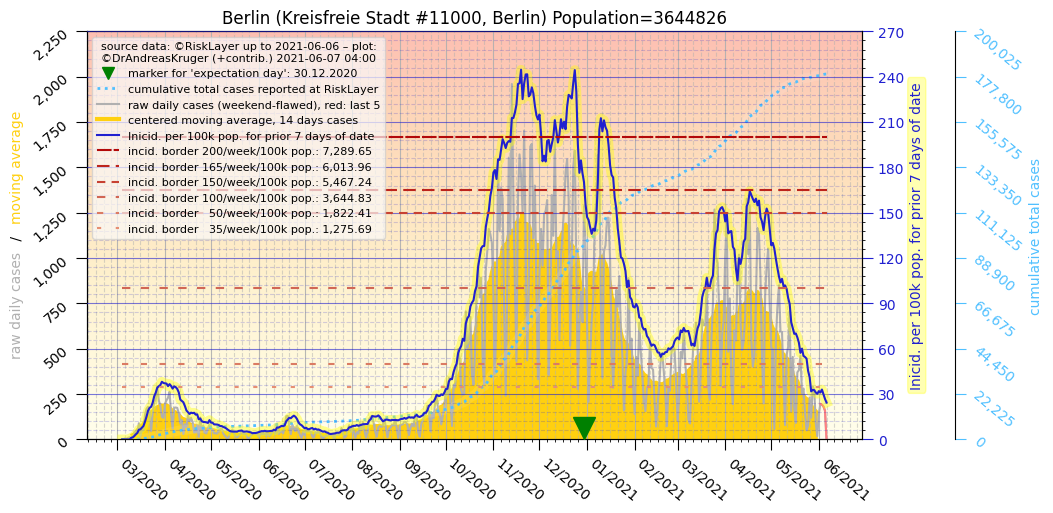 Berlin (Kreisfreie Stadt #11000, Berlin) Population=3644826
source data: ©RiskLayer up to 2021-06-06 – plot:
©DrAndreasKruger (+contrib.) 2021-06-07 04:00
marker for 'expectation day': 30.12.2020
cumulative total cases reported at RiskLayer
raw daily cases (weekend-flawed), red: last 5
centered moving average, 14 days cases
Inicid. per 100k pop. for prior 7 days of date
incid. border 200/week/100k pop.: 7,289.65
incid. border 165/week/100k pop.: 6,013.96
incid. border 150/week/100k pop.: 5,467.24
incid. border 100/week/100k pop.: 3,644.83
incid. border   50/week/100k pop.: 1,822.41
incid. border   35/week/100k pop.: 1,275.69
raw daily cases / moving average
2,250
2,000
1,750
1,500
1,250
1,000
750
500
250
0
03/2020
04/2020
05/2020
06/2020
07/2020
08/2020
09/2020
10/2020
11/2020
12/2020
01/2021
02/2021
03/2021
04/2021
05/2021
06/2021
270
240
210
180
150
120
90
60
30
0
Inicid. per 100k pop. for prior 7 days of date
200,025
177,800
155,575
133,350
111,125
88,900
66,675
44,450
22,225
0
cumulative total cases